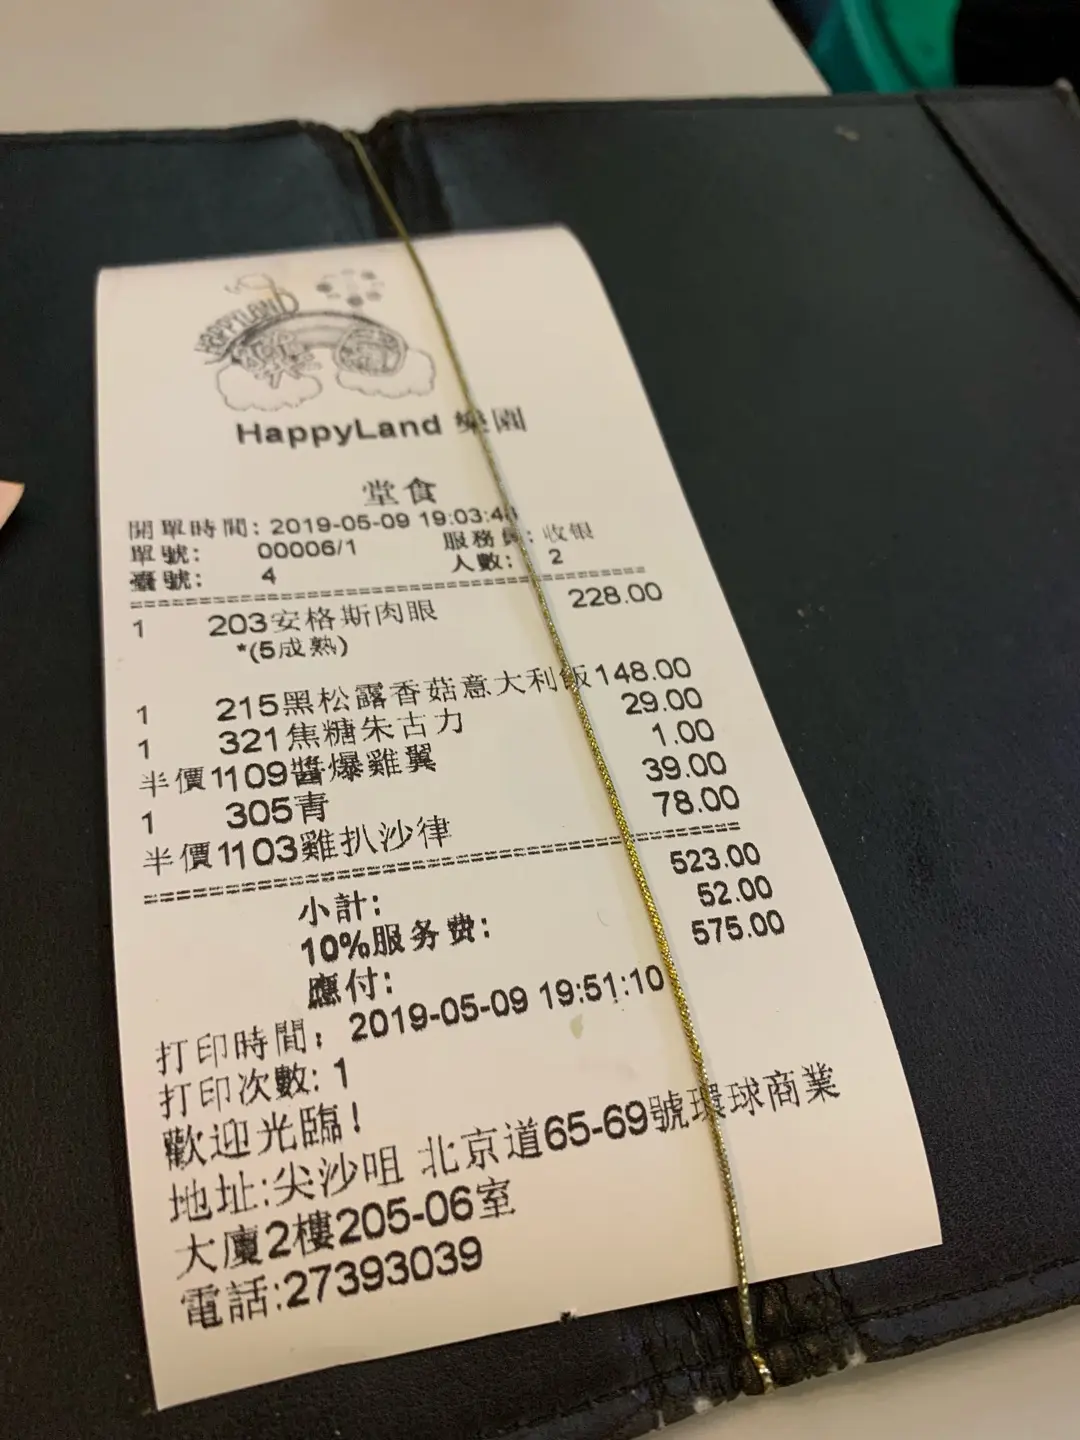 HAPPYLAND
樂園
HappyLand 樂園
堂食
開單時間: 2019-05-09 19:03:4
單號: 00006/1 服務員: 收银
臺號: 4 人數: 2
1 203安格斯肉眼 228.00
*(5成熟)
1 215黑松露香菇意大利飯 148.00
1 321焦糖朱古力 29.00
半價1 109醬爆雞翼 1.00
1 305青 39.00
半價1 103雞扒沙律 78.00
小計: 523.00
10%服务费: 52.00
應付: 575.00
打印時間: 2019-05-09 19:51:10
打印次數: 1
歡迎光臨!
地址:尖沙咀 北京道65-69號環球商業
大廈2樓205-06室
電話:27393039